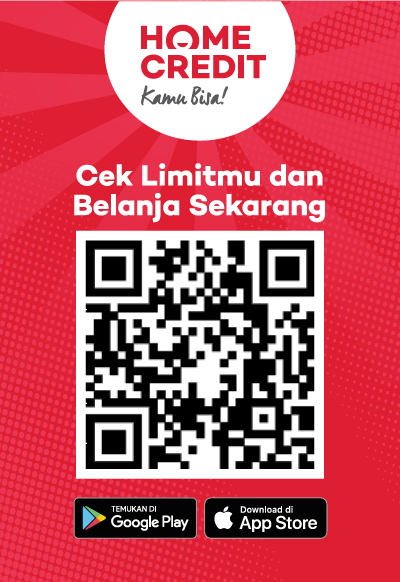 HOME
CREDIT
Kamu Bisa!
Cek Limitmu dan
Belanja Sekarang
TEMUKAN DI
Google Play
Download di
App Store